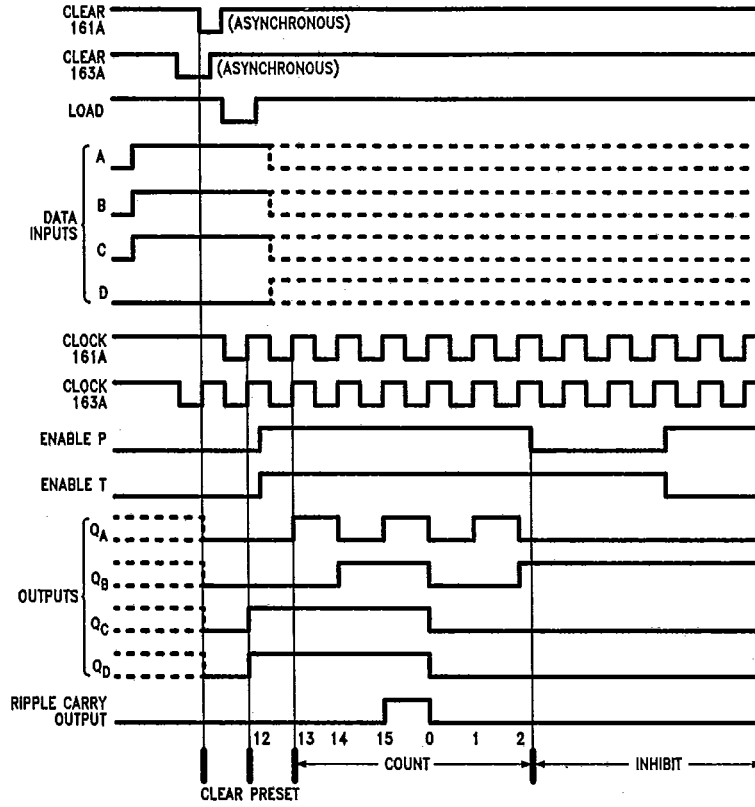 CLEAR
161A
(ASYNCHRONOUS)
CLEAR
163A
(ASYNCHRONOUS)
LOAD
A
B
DATA
INPUTS
C
D
CLOCK
161A
CLOCK
163A
ENABLE P
ENABLE T
QA
QB
OUTPUTS
QC
QD
RIPPLE CARRY
OUTPUT
12 13 14 15 0 1 2
COUNT INHIBIT
CLEAR PRESET